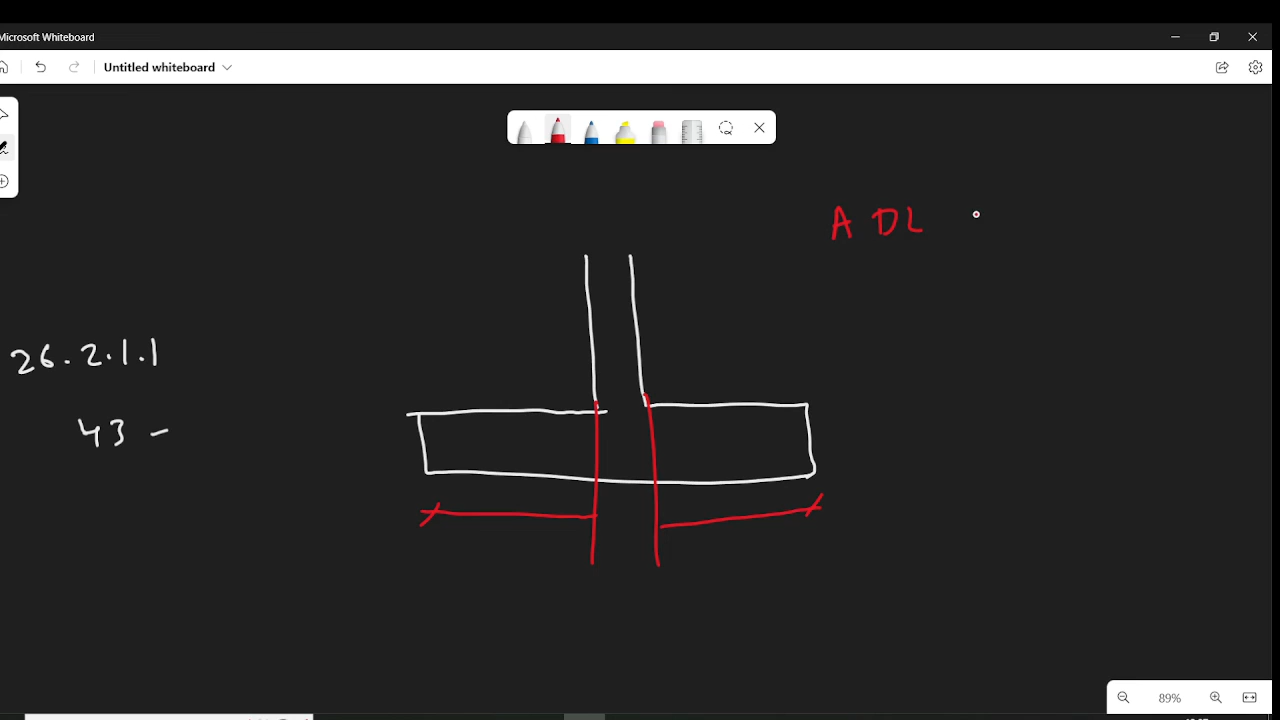 Microsoft Whiteboard
Untitled whiteboard
A DL
26.2.1.1
43 -
89%